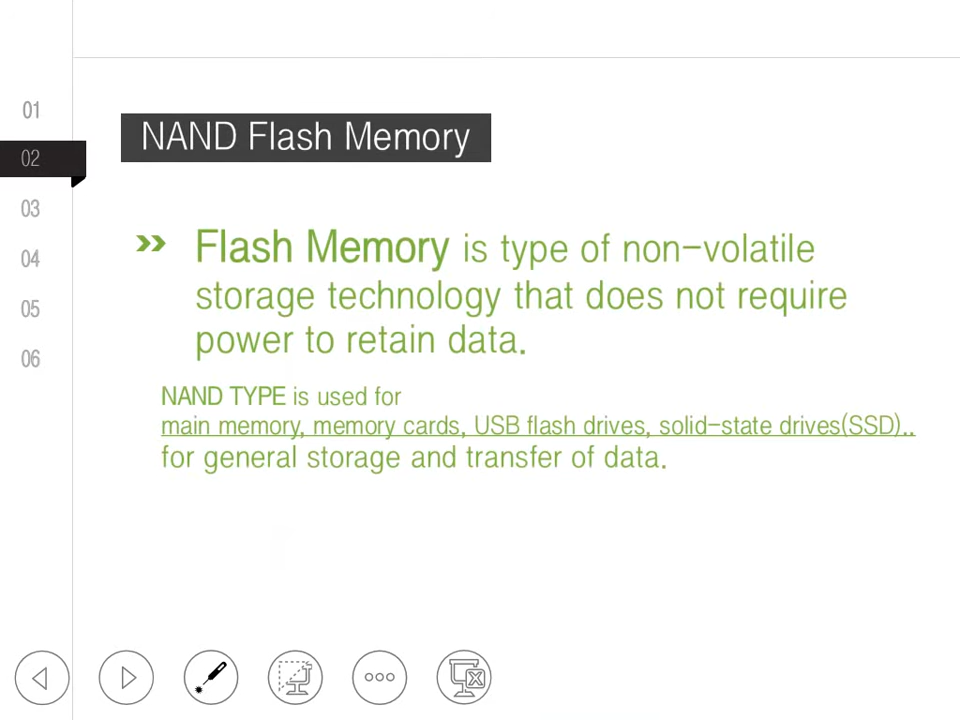 01
02
03
04
05
06
NAND Flash Memory
Flash Memory is type of non-volatile
storage technology that does not require
power to retain data.
NAND TYPE is used for
main memory, memory cards, USB flash drives, solid-state drives(SSD)..
for general storage and transfer of data.